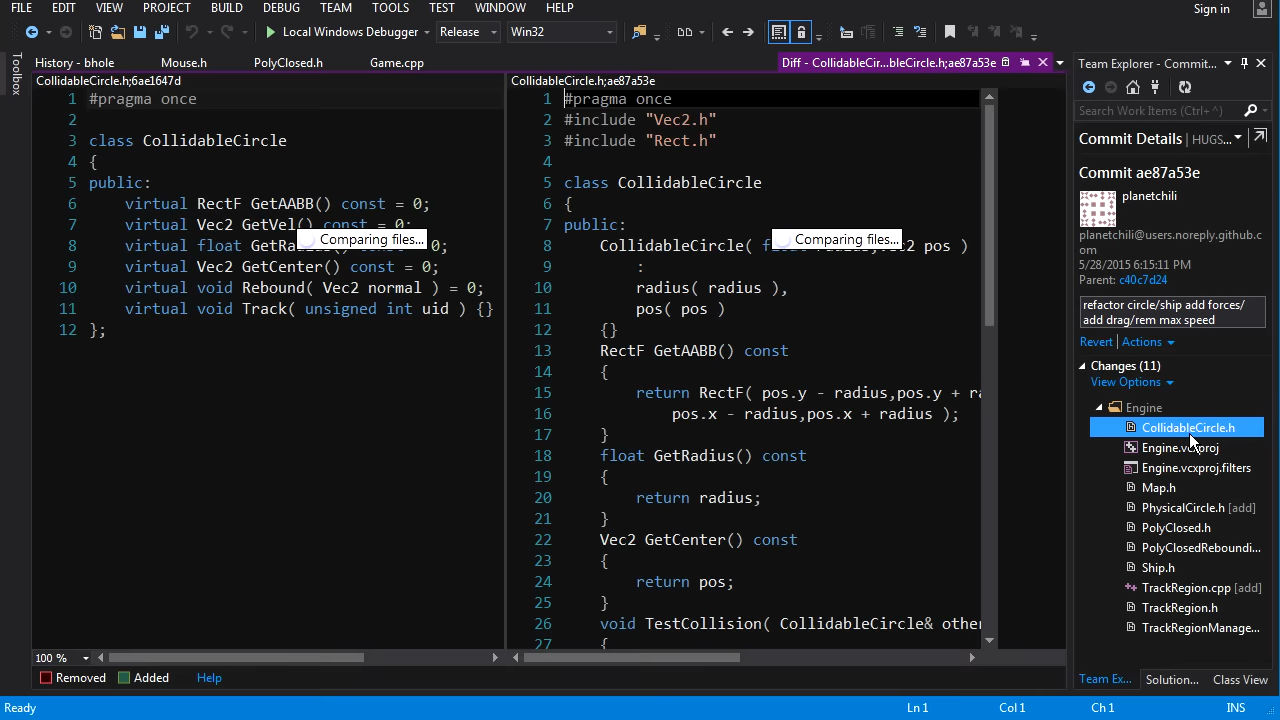 FILE EDIT VIEW PROJECT BUILD DEBUG TEAM TOOLS TEST WINDOW HELP Sign in
Local Windows Debugger Release Win32
Toolbox
History - bhole Mouse.h PolyClosed.h Game.cpp Diff - CollidableCir...bleCircle.h;ae87a53e
CollidableCircle.h;6ae1647d
1 #pragma once
2
3 class CollidableCircle
4 {
5 public:
6 virtual RectF GetAABB() const = 0;
7 virtual Vec2 GetVel() const = 0;
8 virtual float GetRa 0;
Comparing files...
9 virtual Vec2 GetCenter() const = 0;
10 virtual void Rebound( Vec2 normal ) = 0;
11 virtual void Track( unsigned int uid ) {}
12 };
100 %
CollidableCircle.h;ae87a53e
1 #pragma once
2 #include "Vec2.h"
3 #include "Rect.h"
4
5 class CollidableCircle
6 {
7 public:
8 CollidableCircle( pos )
Comparing files...
9 :
10 radius( radius ),
11 pos( pos )
12 {}
13 RectF GetAABB() const
14 {
15 return RectF( pos.y - radius,pos.y + ra
16 pos.x - radius,pos.x + radius );
17 }
18 float GetRadius() const
19 {
20 return radius;
21 }
22 Vec2 GetCenter() const
23 {
24 return pos;
25 }
26 void TestCollision( CollidableCircle& othe
27 {
Removed Added Help
Team Explorer - Commit...
Search Work Items (Ctrl+^)
Commit Details | HUGS...
Commit ae87a53e
planetchili
planetchili@users.noreply.github.c
om
5/28/2015 6:15:11 PM
Parent: c40c7d24
refactor circle/ship add forces/
add drag/rem max speed
Revert | Actions
Changes (11)
View Options
Engine
CollidableCircle.h
Engine.vcxproj
Engine.vcxproj.filters
Map.h
PhysicalCircle.h [add]
PolyClosed.h
PolyClosedReboundi...
Ship.h
TrackRegion.cpp [add]
TrackRegion.h
TrackRegionManage...
Team Ex... Solution... Class View
Ready Ln 1 Col 1 Ch 1 INS